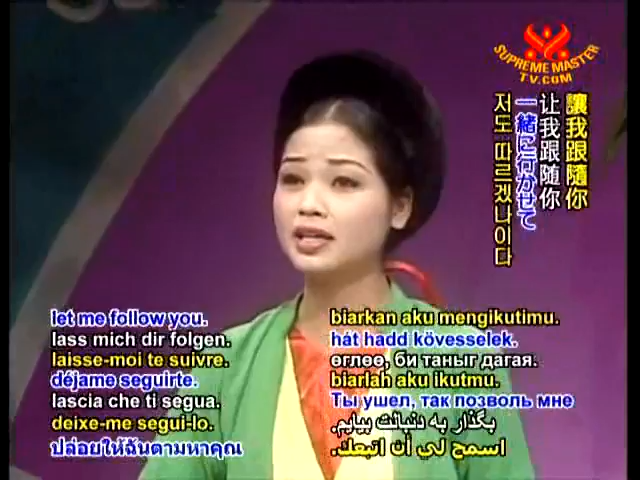 SUPREME MASTER
TV.COM
讓我跟隨你
让我跟随你
一緒に行かせて
저도 따르겠나이다
let me follow you.
lass mich dir folgen.
laisse-moi te suivre.
déjame seguirte.
lascia che ti segua.
deixe-me segui-lo.
ปล่อยให้ฉันตามหาคุณ
biarkan aku mengikutimu.
hát hadd kövesselek.
өглөө, би таныг дагая.
biarlah aku ikutmu.
Ты ушел, так позволь мне
بگذار به دنبالت بیایم.
اسمح لي أن اتبعك.